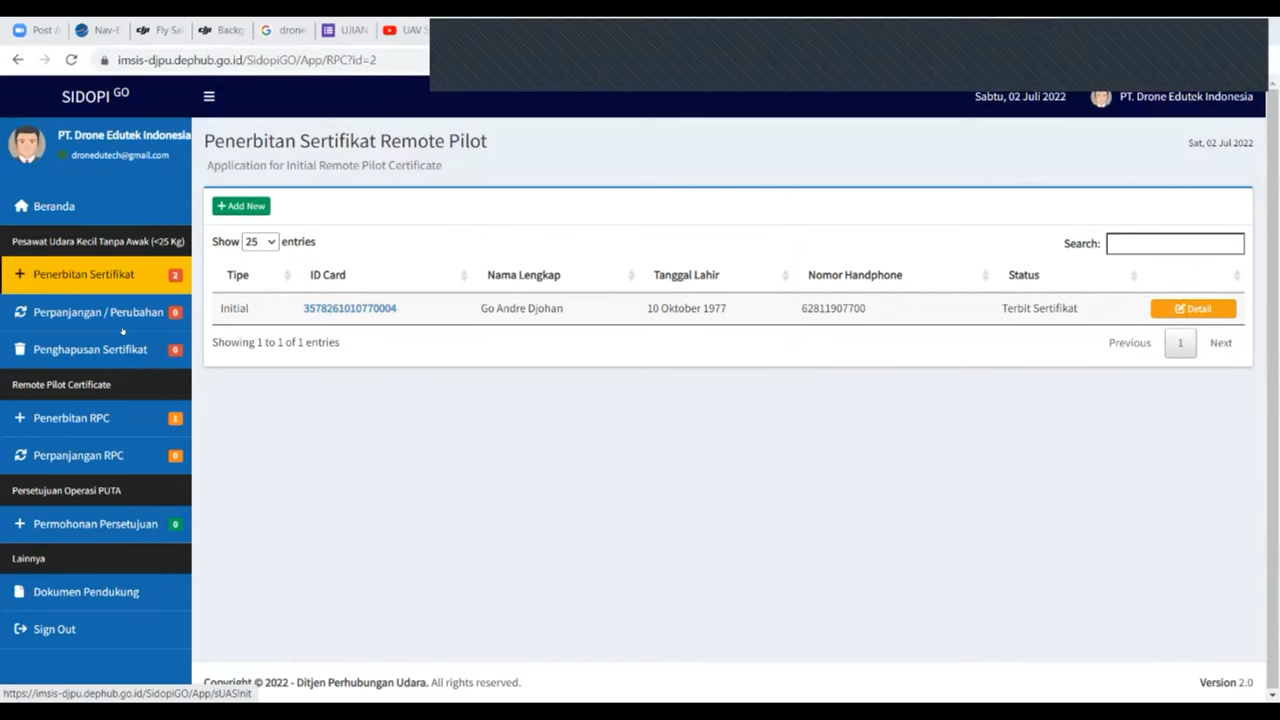 Post
Nav-E
Fly Sa
Backg
drone
UJIAN
UAV
imsis-djpu.dephub.go.id/SidopiGO/App/RPC?id=2
SIDOPI GO
Sabtu, 02 Juli 2022
PT. Drone Edutek Indonesia
PT. Drone Edutek Indonesia
dronedutech@gmail.com
Beranda
Pesawat Udara Kecil Tanpa Awak (<25 Kg)
Penerbitan Sertifikat 2
Perpanjangan / Perubahan 0
Penghapusan Sertifikat 0
Remote Pilot Certificate
Penerbitan RPC 1
Perpanjangan RPC 0
Persetujuan Operasi PUTA
Permohonan Persetujuan 0
Lainnya
Dokumen Pendukung
Sign Out
https://imsis-djpu.dephub.go.id/SidopiGO/App/sUASInit
Penerbitan Sertifikat Remote Pilot
Sat, 02 Jul 2022
Application for Initial Remote Pilot Certificate
+ Add New
Show 25 entries
Search:
Tipe ID Card Nama Lengkap Tanggal Lahir Nomor Handphone Status
Initial 3578261010770004 Go Andre Djohan 10 Oktober 1977 62811907700 Terbit Sertifikat Detail
Showing 1 to 1 of 1 entries
Previous 1 Next
Copyright © 2022 - Ditjen Perhubungan Udara. All rights reserved.
Version 2.0